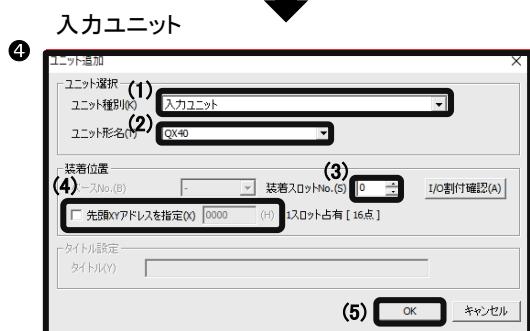 入力ユニット
❹
ユニット追加 ×
ユニット選択
(1)
ユニット種別(K) 入力ユニット
(2)
ユニット形名(T) QX40
装着位置
(3)
(4)
ベースNo.(B) - 装着スロットNo.(S) 0 I/O割付確認(A)
先頭XYアドレスを指定(X) 0000 (H) 1スロット占有 [ 16点 ]
タイトル設定
タイトル(Y)
(5) OK キャンセル